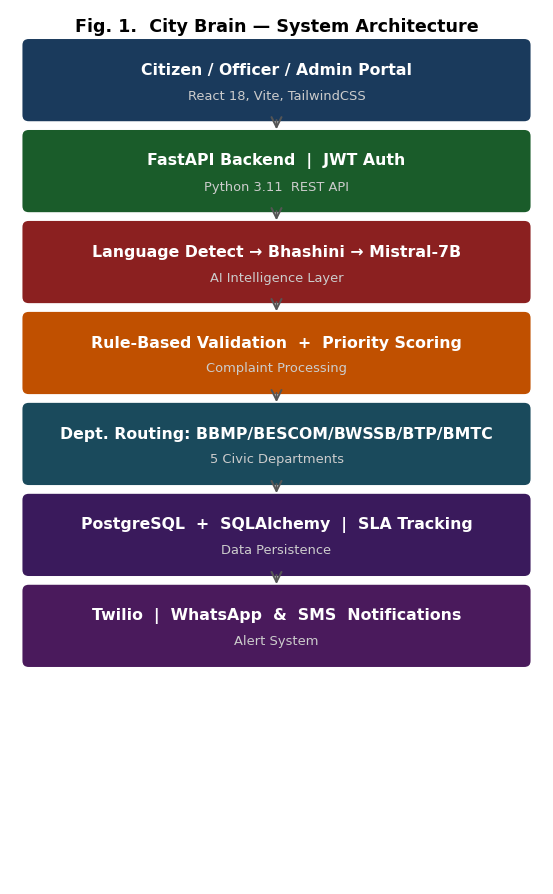 Fig. 1.  City Brain — System Architecture
Citizen / Officer / Admin Portal
React 18, Vite, TailwindCSS
FastAPI Backend  |  JWT Auth
Python 3.11  REST API
Language Detect → Bhashini → Mistral-7B
AI Intelligence Layer
Rule-Based Validation  +  Priority Scoring
Complaint Processing
Dept. Routing: BBMP/BESCOM/BWSSB/BTP/BMTC
5 Civic Departments
PostgreSQL  +  SQLAlchemy  |  SLA Tracking
Data Persistence
Twilio  |  WhatsApp  &  SMS  Notifications
Alert System